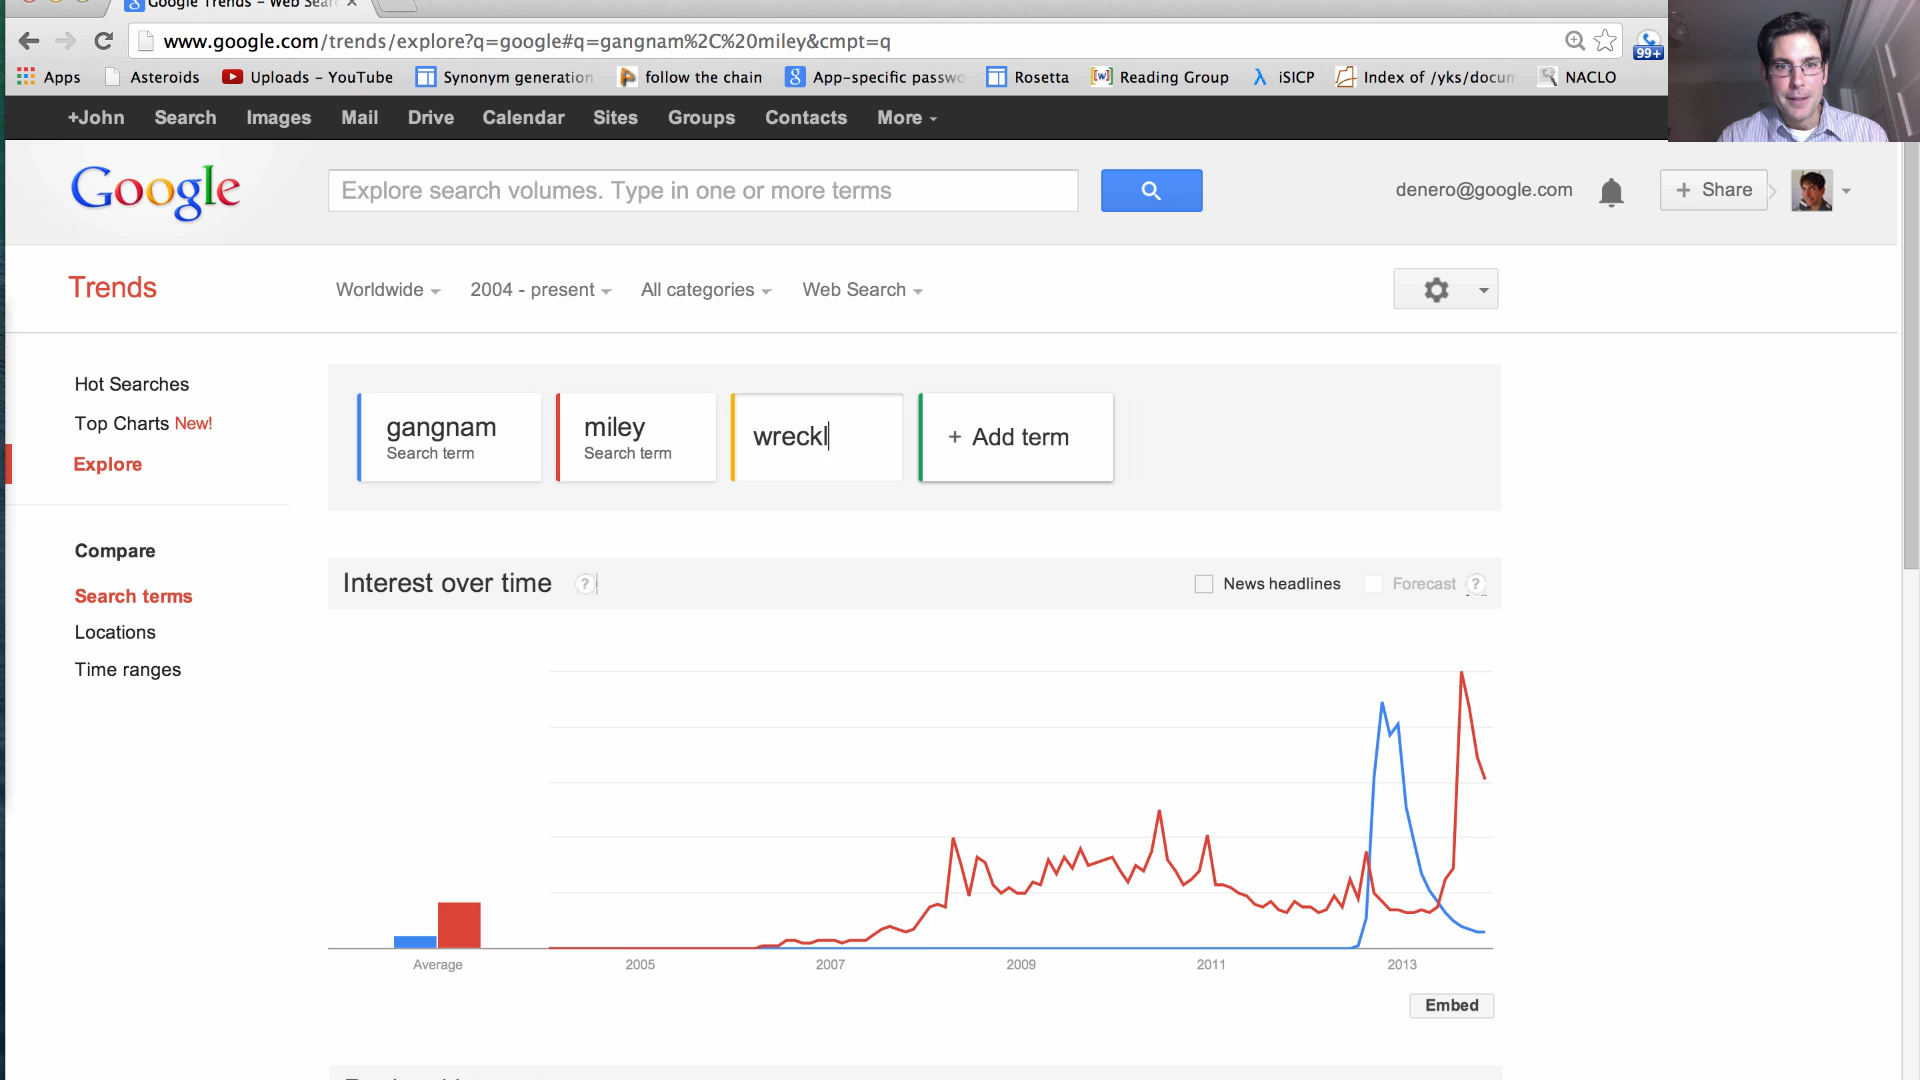 Google Trends - Web Sear
www.google.com/trends/explore?q=google#q=gangnam%2C%20miley&cmpt=q
99+
Apps Asteroids Uploads - YouTube Synonym generation follow the chain App-specific passwo Rosetta Reading Group iSICP Index of /yks/docum NACLO
+John Search Images Mail Drive Calendar Sites Groups Contacts More
Google
Explore search volumes. Type in one or more terms
denero@google.com
+ Share
Trends
Worldwide 2004 - present All categories Web Search
Hot Searches
Top Charts New!
Explore
Compare
Search terms
Locations
Time ranges
gangnam
Search term
miley
Search term
wreckl
+ Add term
Interest over time ?
News headlines Forecast ?
Average 2005 2007 2009 2011 2013
Embed